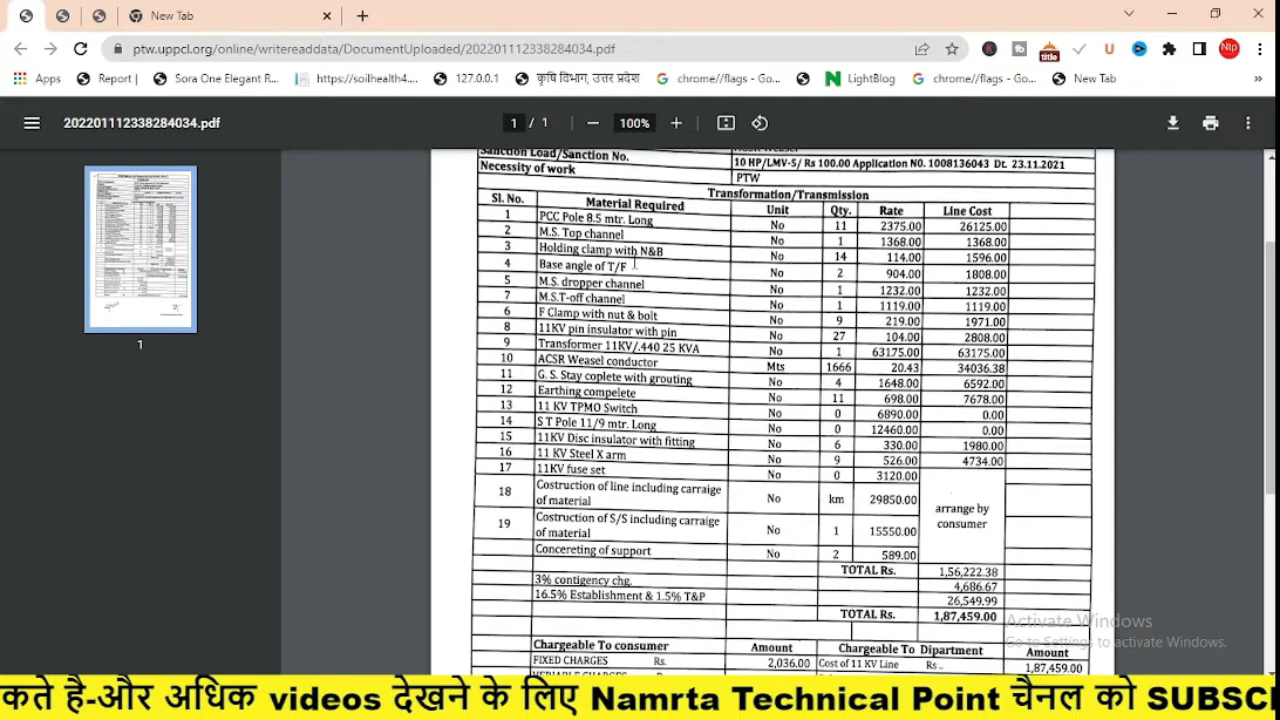 New Tab
ptw.uppcl.org/online/writereaddata/DocumentUploaded/202201112338284034.pdf
Apps Report | Sora One Elegant R... https://soilhealth4.... 127.0.0.1 कृषि विभाग, उत्तर प्रदेश chrome://flags - Go... LightBlog chrome://flags - Go... New Tab
202201112338284034.pdf 1 / 1 100%
Sanction Load/Sanction No. 10 HP/LMV-5/ Rs 100.00 Application N0. 1008136043 Dt. 23.11.2021
Necessity of work PTW
Transformation/Transmission
Sl. No. Material Required Unit Qty. Rate Line Cost
1 PCC Pole 8.5 mtr. Long No 11 2375.00 26125.00
2 M.S. Top channel No 1 1368.00 1368.00
3 Holding clamp with N&B No 14 114.00 1596.00
4 Base angle of T/F No 2 904.00 1808.00
5 M.S. dropper channel No 1 1232.00 1232.00
7 M.S.T-off channel No 1 1119.00 1119.00
6 F Clamp with nut & bolt No 9 219.00 1971.00
8 11KV pin insulator with pin No 27 104.00 2808.00
9 Transformer 11KV/.440 25 KVA No 1 63175.00 63175.00
10 ACSR Weasel conductor Mts 1666 20.43 34036.38
11 G. S. Stay coplete with grouting No 4 1648.00 6592.00
12 Earthing compelete No 11 698.00 7678.00
13 11 KV TPMO Switch No 0 6890.00 0.00
14 S T Pole 11/9 mtr. Long No 0 12460.00 0.00
15 11KV Disc insulator with fitting No 6 330.00 1980.00
16 11 KV Steel X arm No 9 526.00 4734.00
17 11KV fuse set No 0 3120.00
18 Costruction of line including carraige of material No km 29850.00 arrange by consumer
19 Costruction of S/S including carraige of material No 1 15550.00
Concereting of support No 2 589.00
TOTAL Rs. 1,56,222.38
3% contigency chg. 4,686.67
16.5% Establishment & 1.5% T&P 26,549.99
TOTAL Rs. 1,87,459.00
Chargeable To consumer Amount Chargeable To Dipartment Amount
FIXED CHARGES Rs. 2,036.00 Cost of 11 KV Line Rs 1,87,459.00
1
Activate Windows
Go to Settings to activate Windows.
कते है-और अधिक videos देखने के लिए Namrta Technical Point चैनल को SUBSC